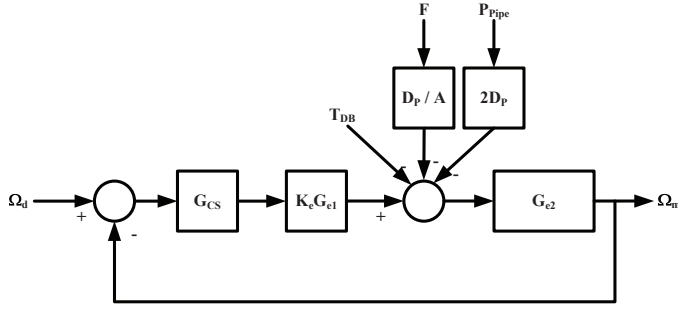 F
P_Pipe
D_P / A
2D_P
T_DB
-
-
-
Ω_d
+
-
G_CS
K_eG_e1
+
G_e2
Ω_m